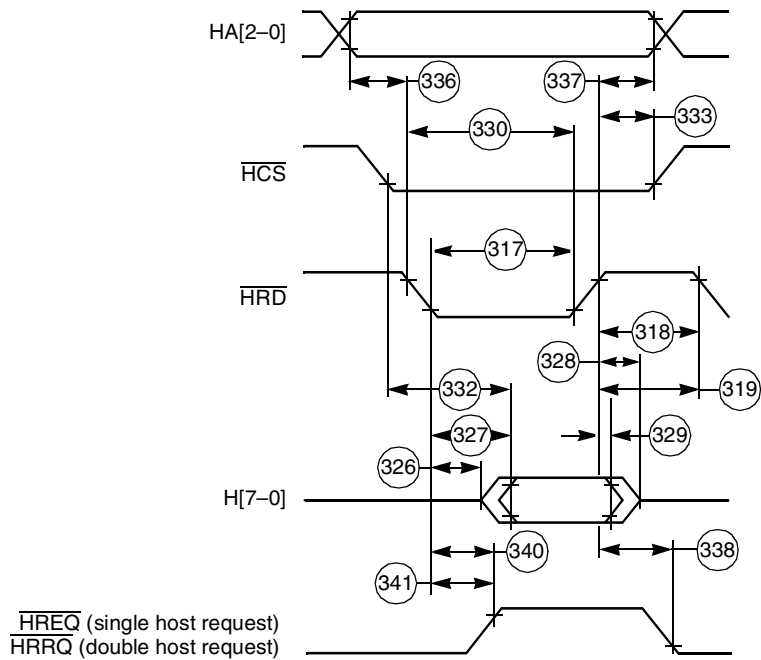 HA[2–0]
336
337
333
330
HCS
317
HRD
318
328
332
319
327
329
326
H[7–0]
340
338
341
HREQ (single host request)
HRRQ (double host request)